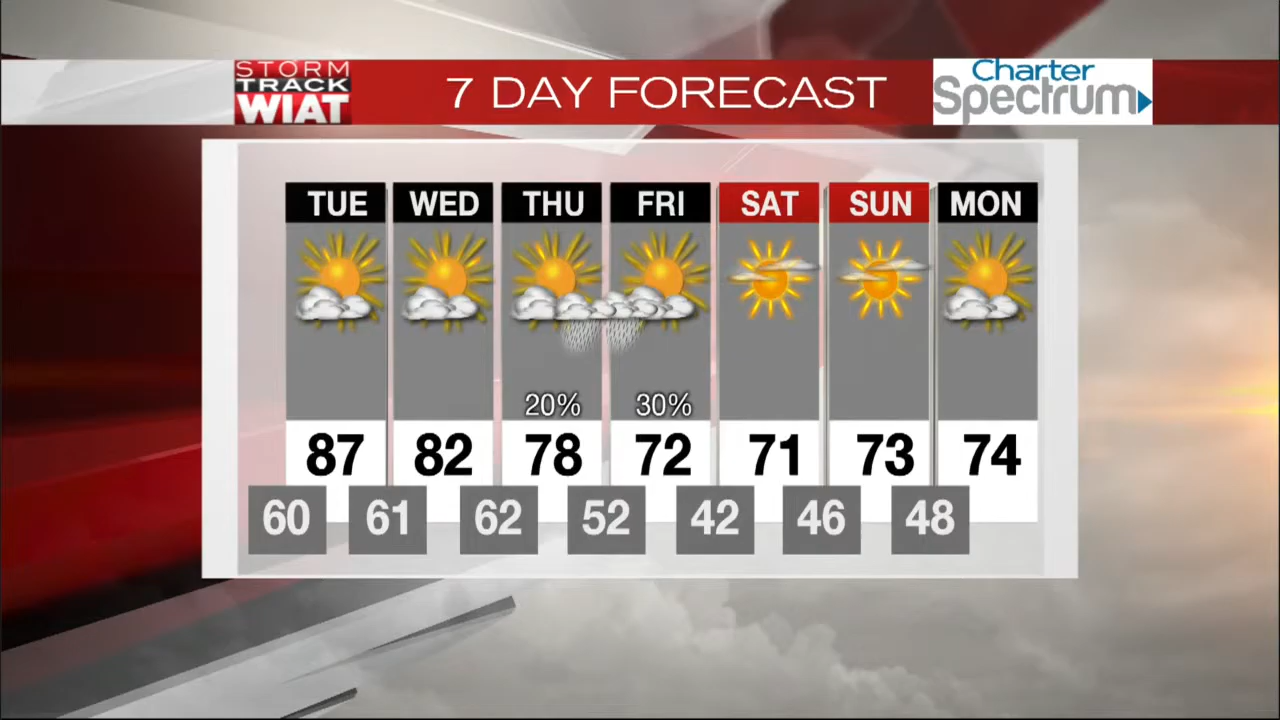 STORM
TRACK
WIAT
7 DAY FORECAST
Charter
Spectrum
TUE WED THU FRI SAT SUN MON
20% 30%
87 82 78 72 71 73 74
60 61 62 52 42 46 48